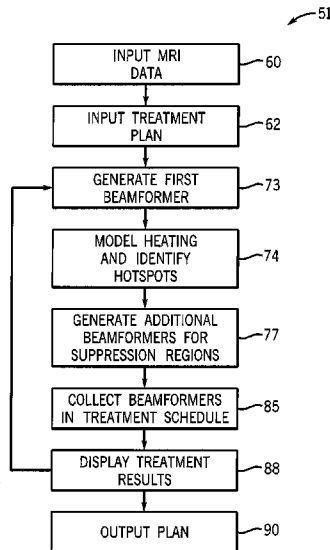 51
INPUT MRI
DATA
60
INPUT TREATMENT
PLAN
62
GENERATE FIRST
BEAMFORMER
73
MODEL HEATING
AND IDENTIFY
HOTSPOTS
74
GENERATE ADDITIONAL
BEAMFORMERS FOR
SUPPRESSION REGIONS
77
COLLECT BEAMFORMERS
IN TREATMENT SCHEDULE
85
DISPLAY TREATMENT
RESULTS
88
OUTPUT PLAN
90